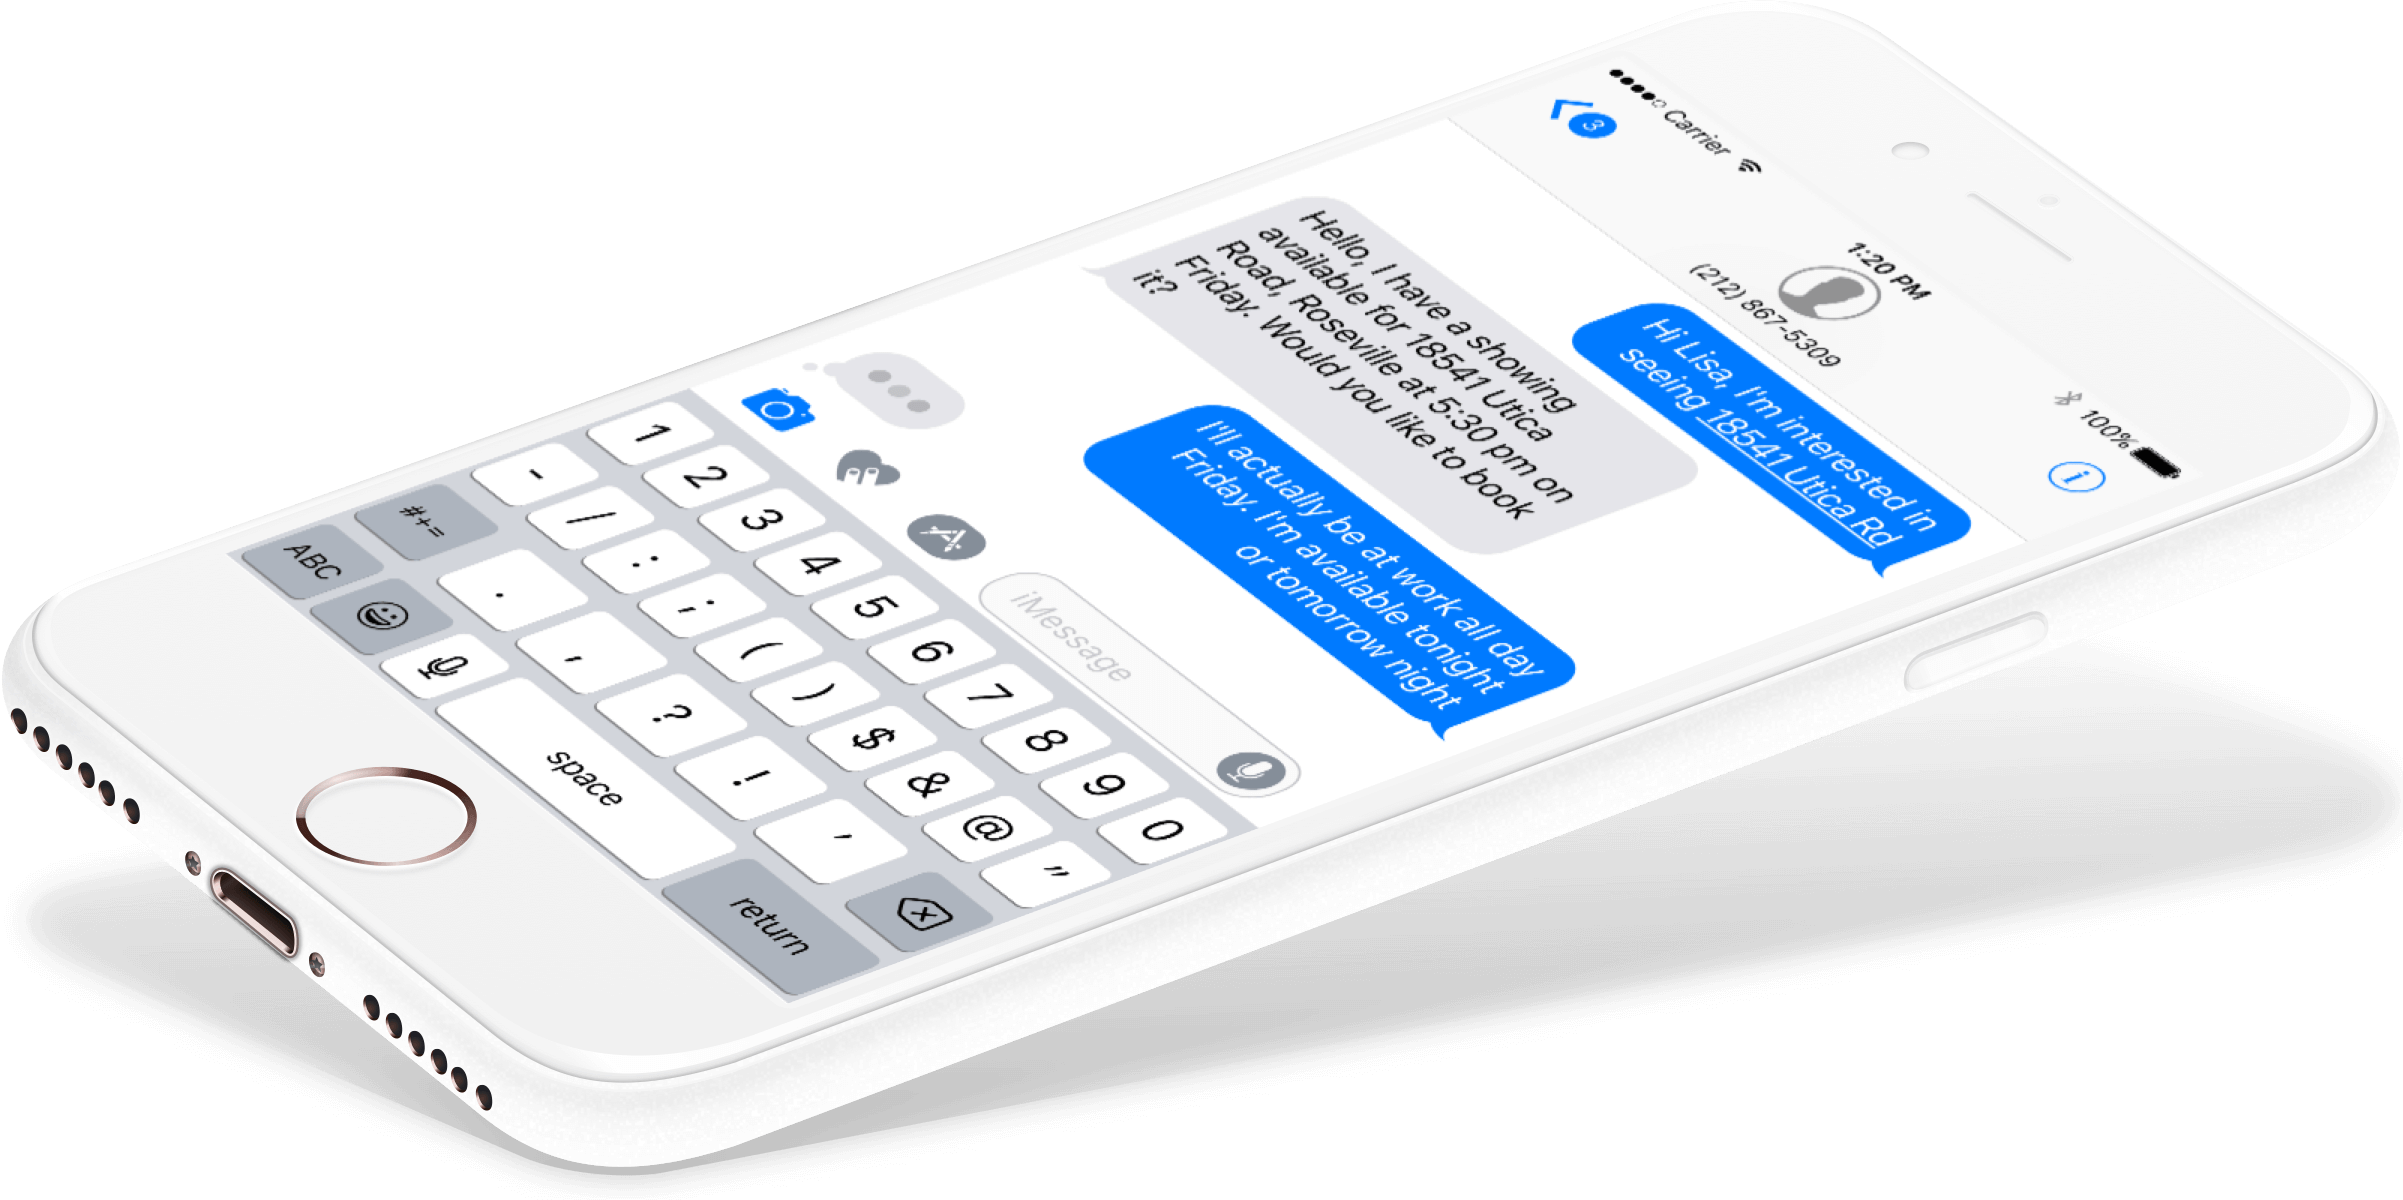 Carrier
1:20 PM
100%
3
(212) 867-5309
i
Hi Lisa, I'm interested in
seeing 18541 Utica Rd
Hello, I have a showing
available for 18541 Utica
Road, Roseville at 5:30 pm on
Friday. Would you like to book
it?
I'll actually be at work all day
Friday. I'm available tonight
or tomorrow night
iMessage
1 2 3 4 5 6 7 8 9 0
- / : ; ( ) $ & @ "
#+= . , ? ! '
ABC space return